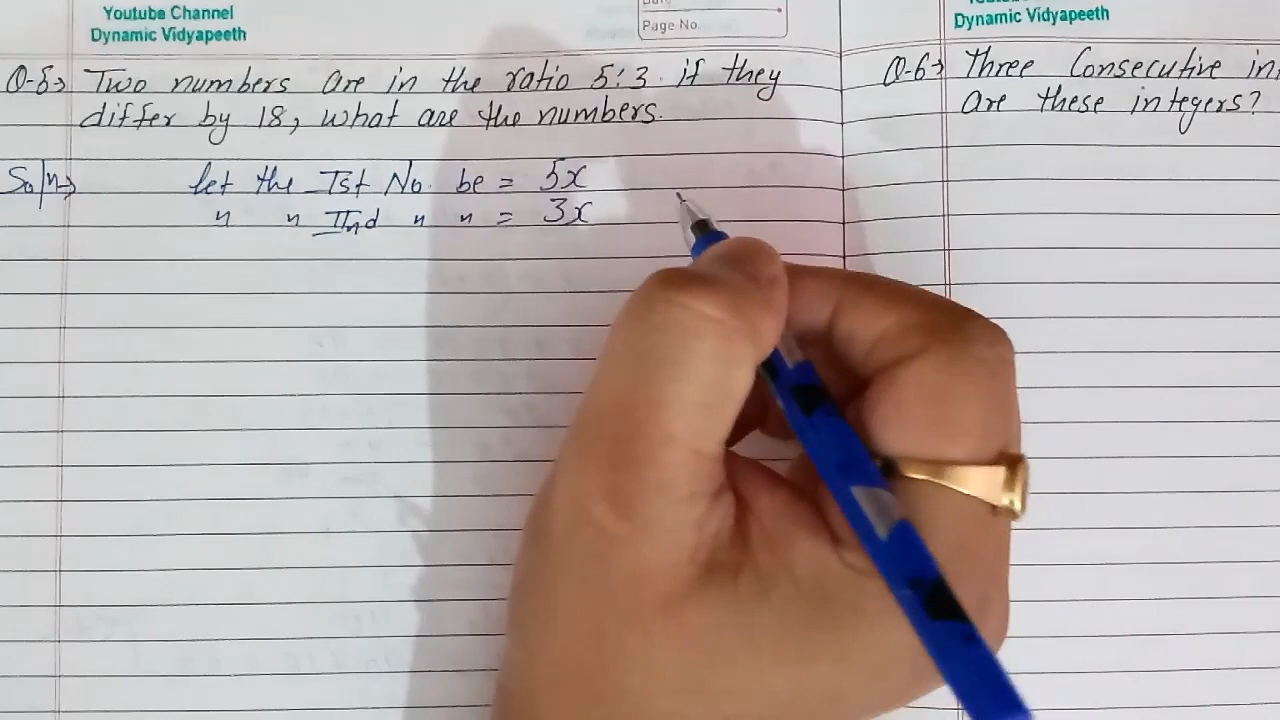 Youtube Channel
Dynamic Vidyapeeth
Page No.
Dynamic Vidyapeeth
Q-5→ Two numbers are in the ratio 5:3. if they
differ by 18, what are the numbers.
Soln→ let the Ist No. be = 5x
" " IInd " " = 3x
Q-6→ Three Consecutive in
are these integers?